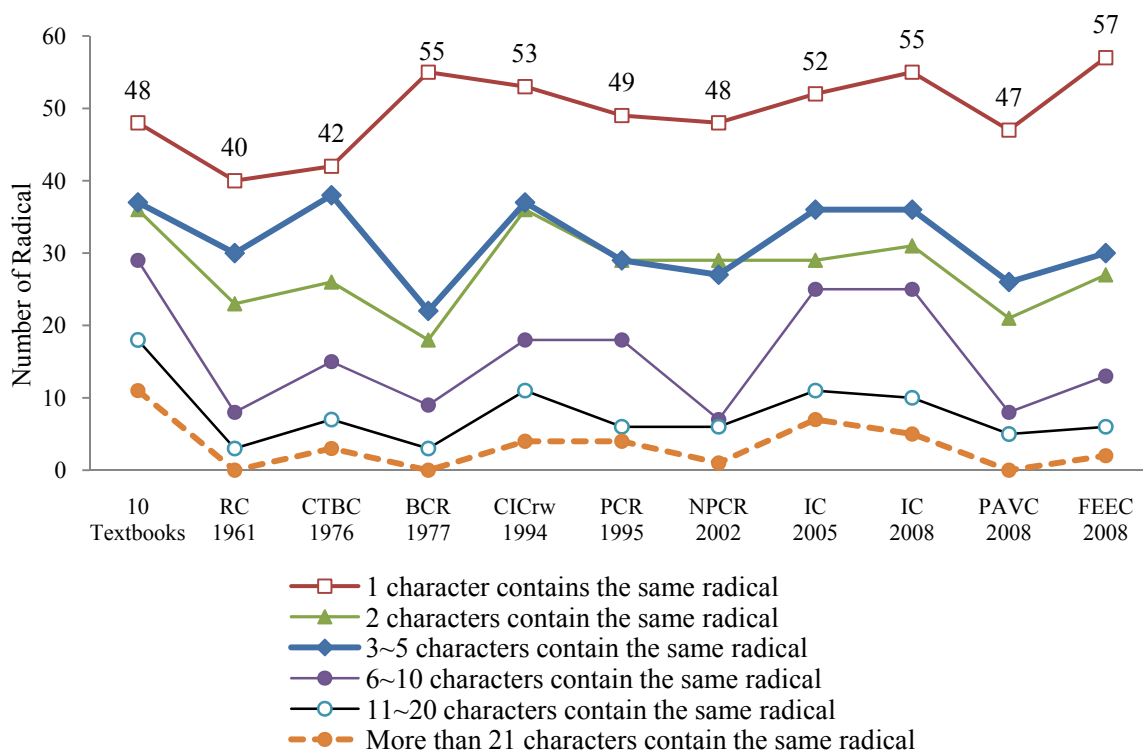 60
50
40
30
20
10
0
Number of Radical
48
40
42
55
53
49
48
52
55
47
57
10 Textbooks
RC 1961
CTBC 1976
BCR 1977
CICrw 1994
PCR 1995
NPCR 2002
IC 2005
IC 2008
PAVC 2008
FEEC 2008
1 character contains the same radical
2 characters contain the same radical
3~5 characters contain the same radical
6~10 characters contain the same radical
11~20 characters contain the same radical
More than 21 characters contain the same radical